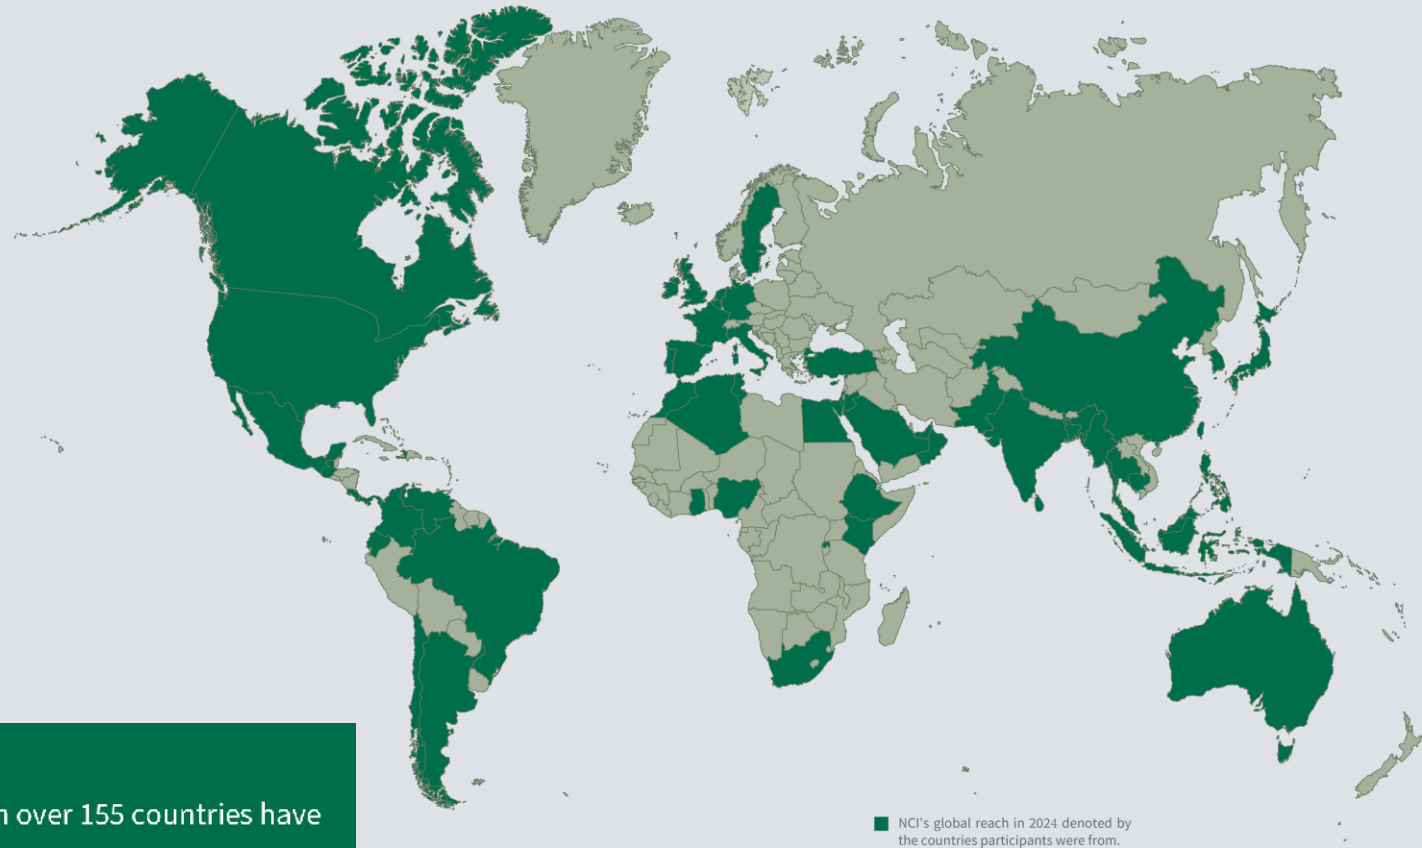 over 155 countries have
NCI's global reach in 2024 denoted by
the countries participants were from.